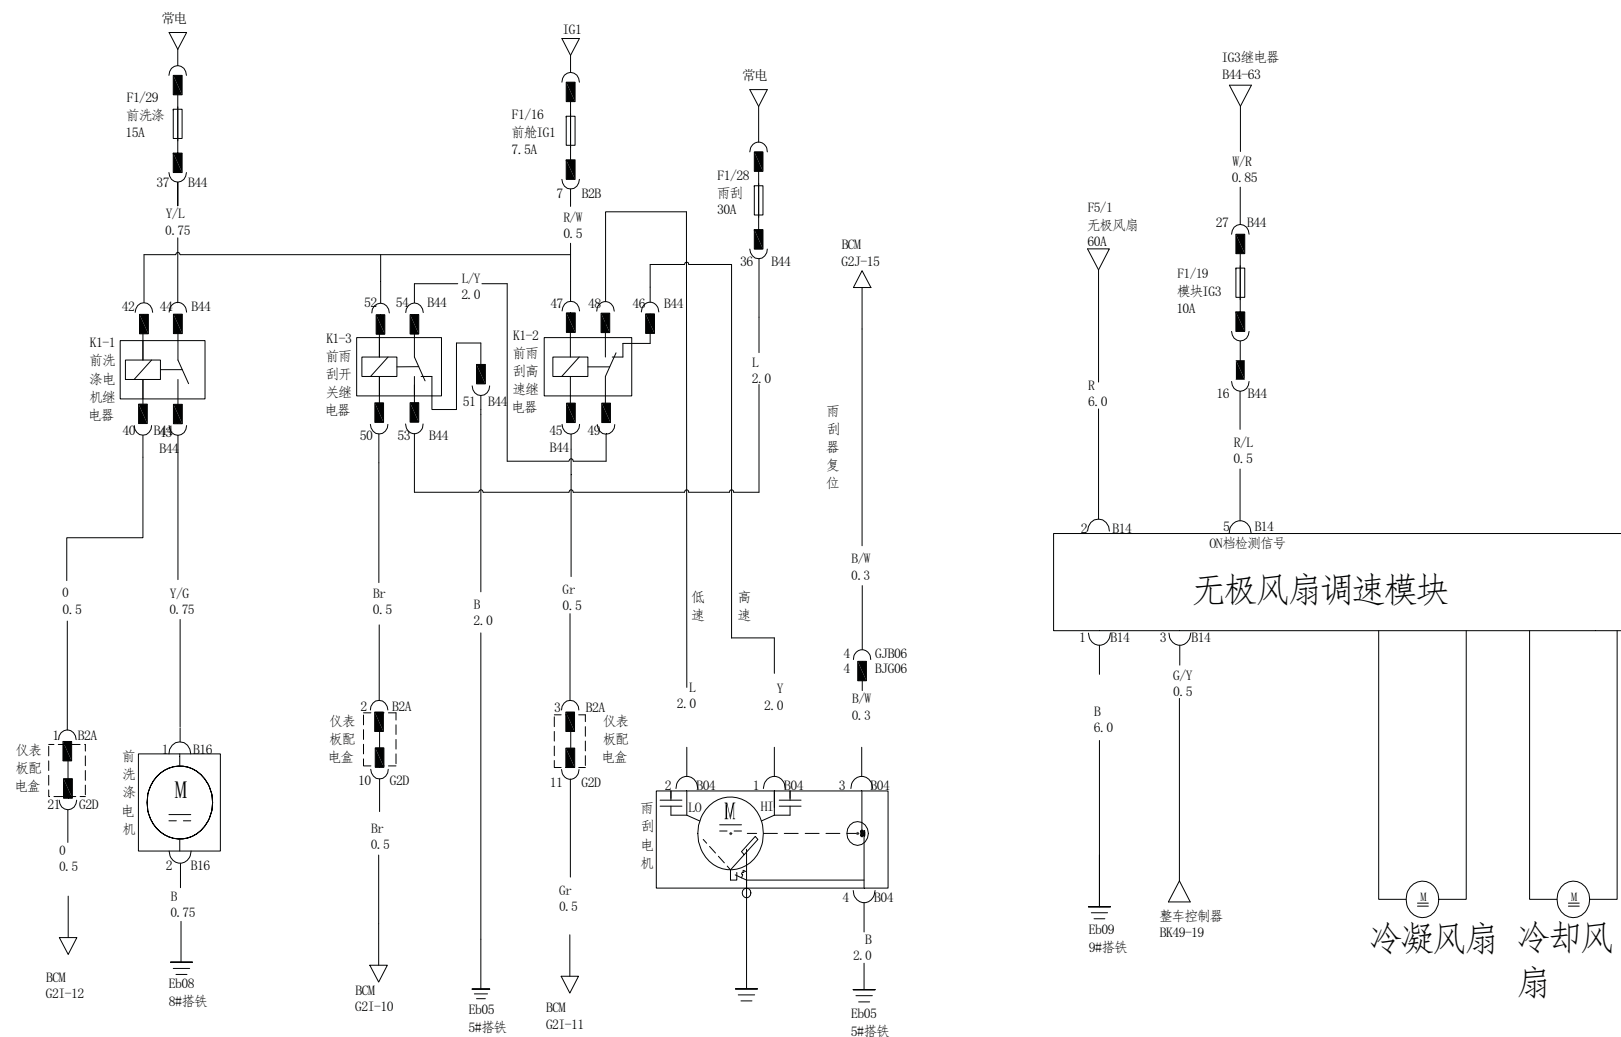 常电
F1/29
前洗涤
15A
37
B44
Y/L
0.75
42
44
B44
K1-1
前洗
涤电
机继
电器
40
B44
43
B44
O
0.5
Y/G
0.75
1
B2A
仪表
板配
电盒
21
G2D
O
0.5
BCM
G2I-12
1
B16
前洗涤电机
M
2
B16
B
0.75
Eb08
8#搭铁
IG1
F1/16
前舱IG1
7.5A
7
B2B
R/W
0.5
52
54
B44
L/Y
2.0
K1-3
前雨
刮开
关继
电器
50
53
B44
51
B44
Br
0.5
B
2.0
2
B2A
仪表
板配
电盒
10
G2D
Br
0.5
BCM
G2I-10
Eb05
5#搭铁
47
48
46
B44
K1-2
前雨
刮高
速继
电器
45
B44
49
Gr
0.5
3
B2A
仪表
板配
电盒
11
G2D
Gr
0.5
BCM
G2I-11
常电
F1/28
雨刮
30A
36
B44
L
2.0
低速
高速
L
2.0
Y
2.0
BCM
G2J-15
雨刮器复位
B/W
0.3
4
GJB06
4
BJG06
B/W
0.3
2
B04
1
B04
3
B04
雨刮电机
LO
M
HI
4
B04
B
2.0
Eb05
5#搭铁
F5/1
无极风扇
60A
R
6.0
2
B14
IG3继电器
B44-63
W/R
0.85
27
B44
F1/19
模块IG3
10A
16
B44
R/L
0.5
5
B14
ON档检测信号
无极风扇调速模块
1
B14
3
B14
B
6.0
G/Y
0.5
Eb09
9#搭铁
整车控制器
BK49-19
M
冷凝风扇
M
冷却风
扇